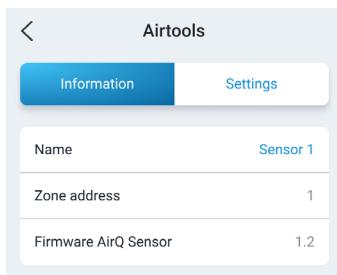 Airtools
Information Settings
Name Sensor 1
Zone address 1
Firmware AirQ Sensor 1.2